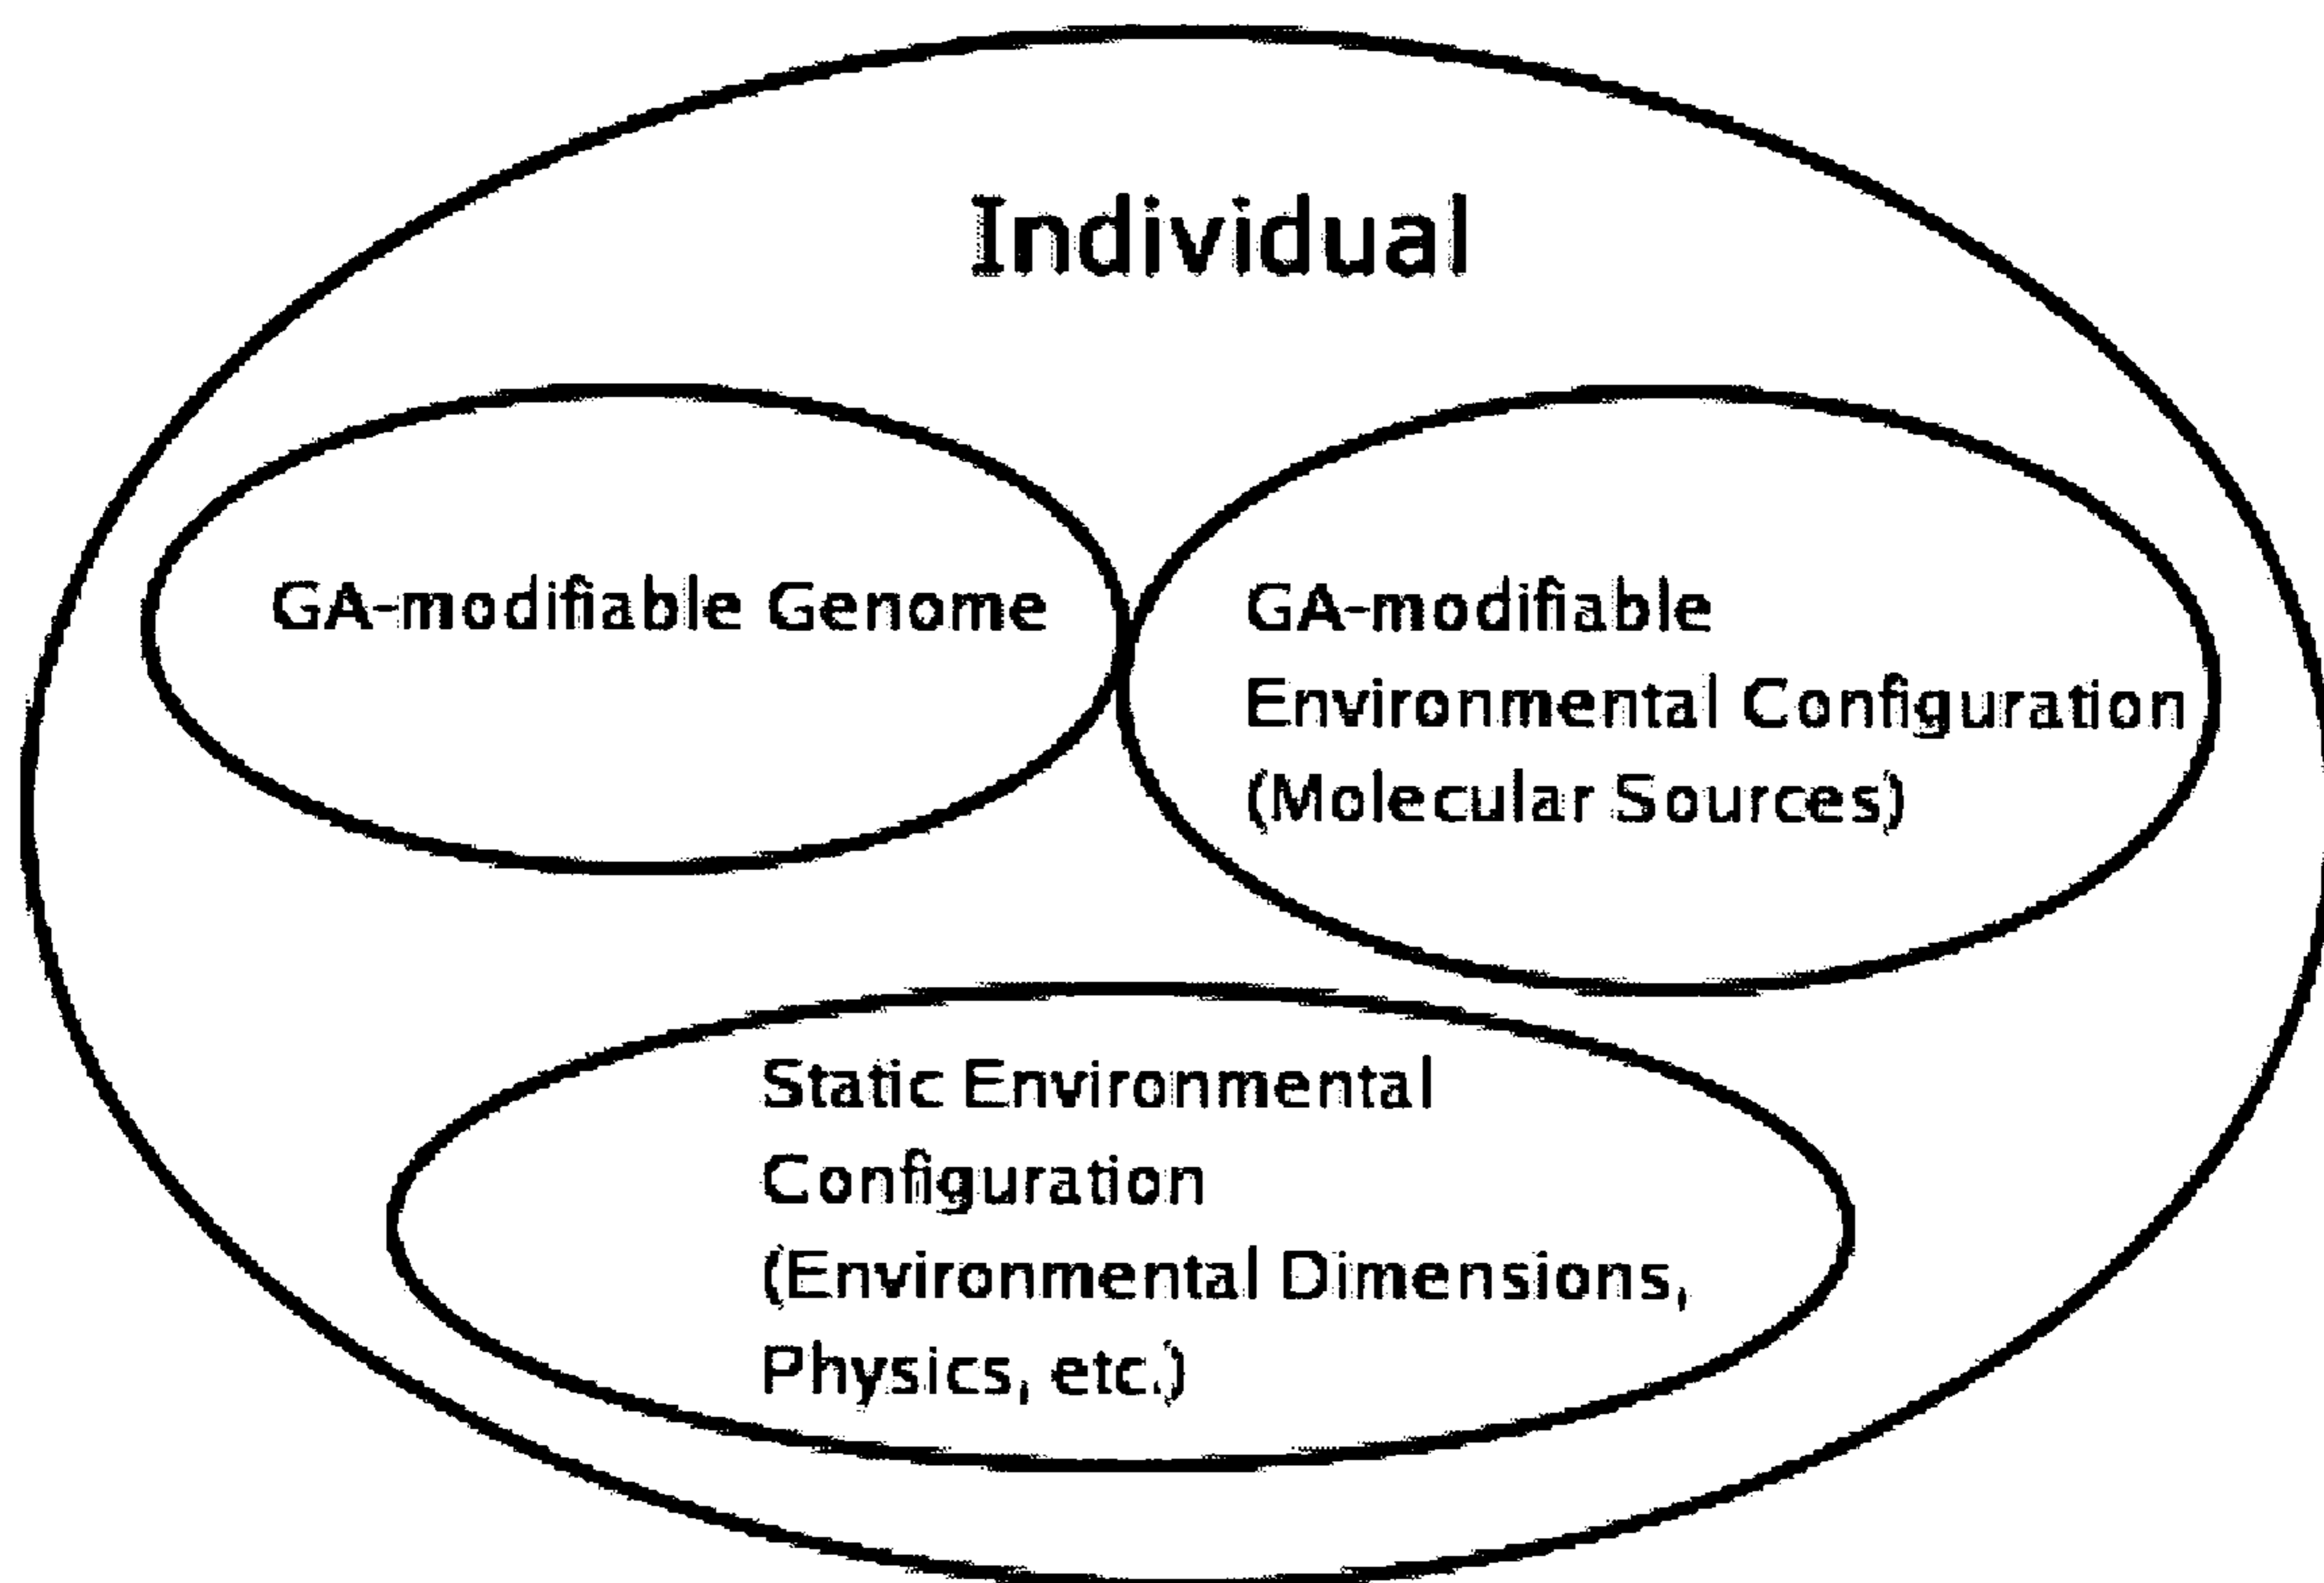 Individual
GA-modifiable Genome
GA-modifiable
Environmental Configuration
(Molecular Sources)
Static Environmental
Configuration
(Environmental Dimensions,
Physics, etc.)